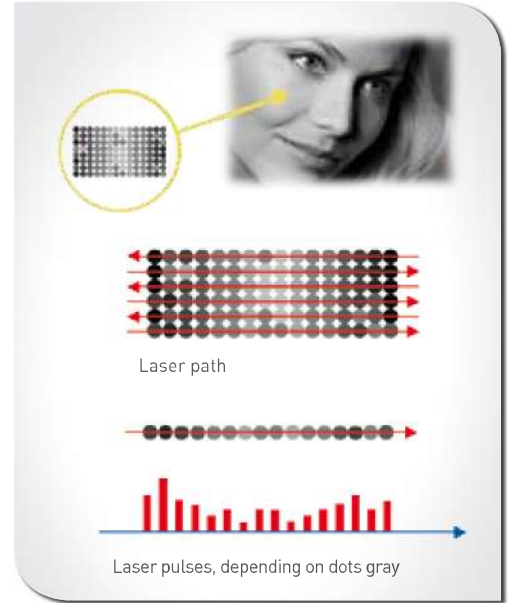 Laser path
Laser pulses, depending on dots gray